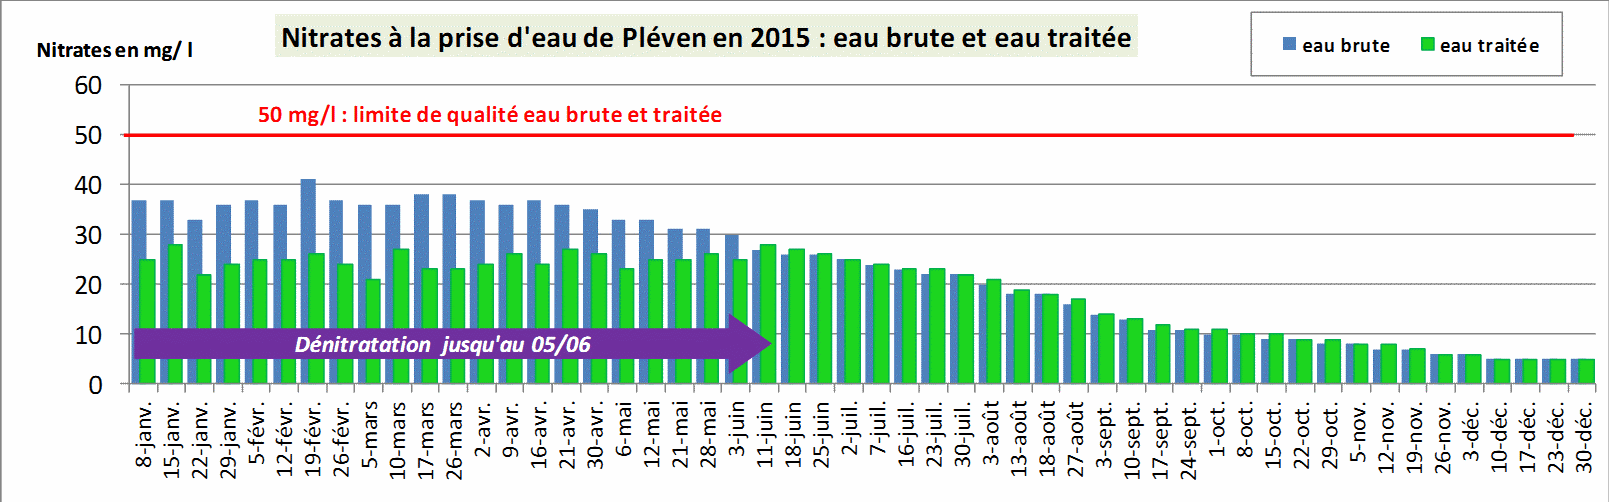 Nitrates à la prise d'eau de Pléven en 2015 : eau brute et eau traitée
Nitrates en mg/ l
eau brute
eau traitée
50 mg/l : limite de qualité eau brute et traitée
60
50
40
30
20
10
0
Dénitratation jusqu'au 05/06
8-janv.
15-janv.
22-janv.
29-janv.
5-févr.
12-févr.
19-févr.
26-févr.
5-mars
10-mars
17-mars
26-mars
2-avr.
9-avr.
16-avr.
21-avr.
30-avr.
6-mai
12-mai
21-mai
28-mai
3-juin
11-juin
18-juin
25-juin
2-juil.
7-juil.
16-juil.
23-juil.
30-juil.
3-août
13-août
18-août
27-août
3-sept.
10-sept.
17-sept.
24-sept.
1-oct.
8-oct.
15-oct.
22-oct.
29-oct.
5-nov.
12-nov.
19-nov.
26-nov.
3-déc.
10-déc.
17-déc.
23-déc.
30-déc.